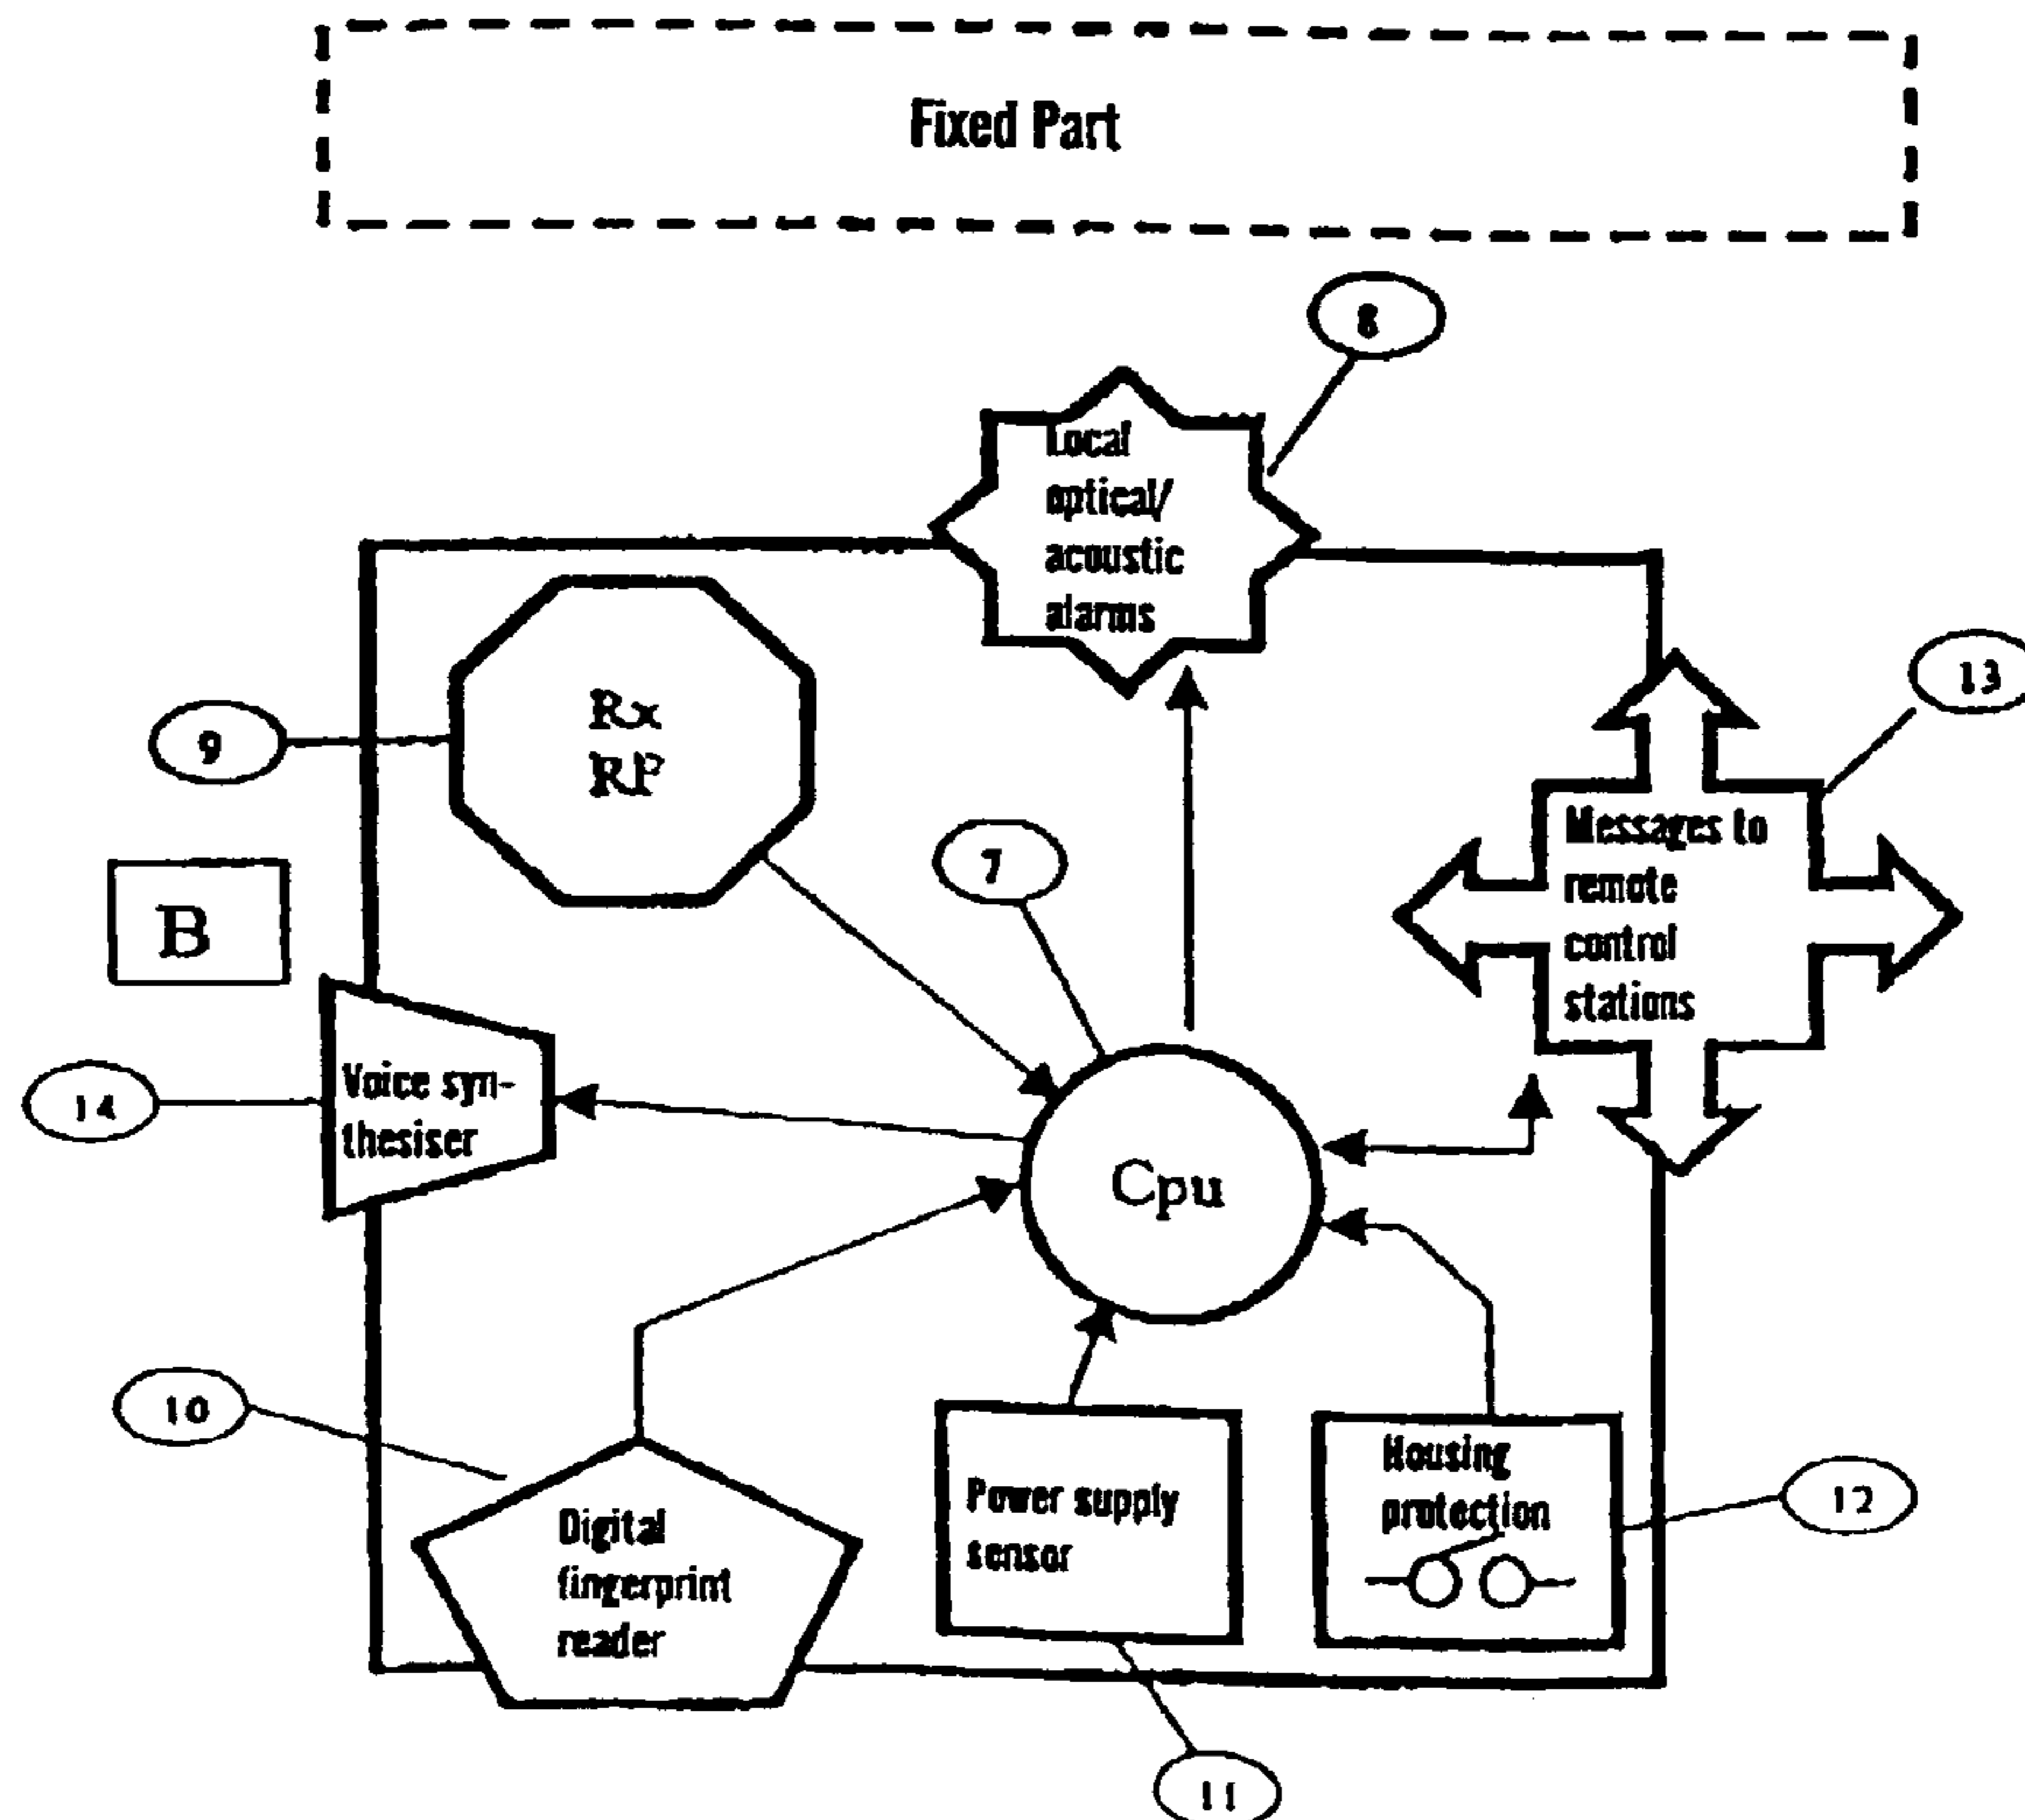 Fixed Part
8
Local
optical/
acoustic
alarms
13
Rx
RF
9
Messages to
remote
control
stations
7
B
Voice syn-
thesiser
14
Cpu
10
Housing
protection
12
Power supply
sensor
Digital
fingerprint
reader
11